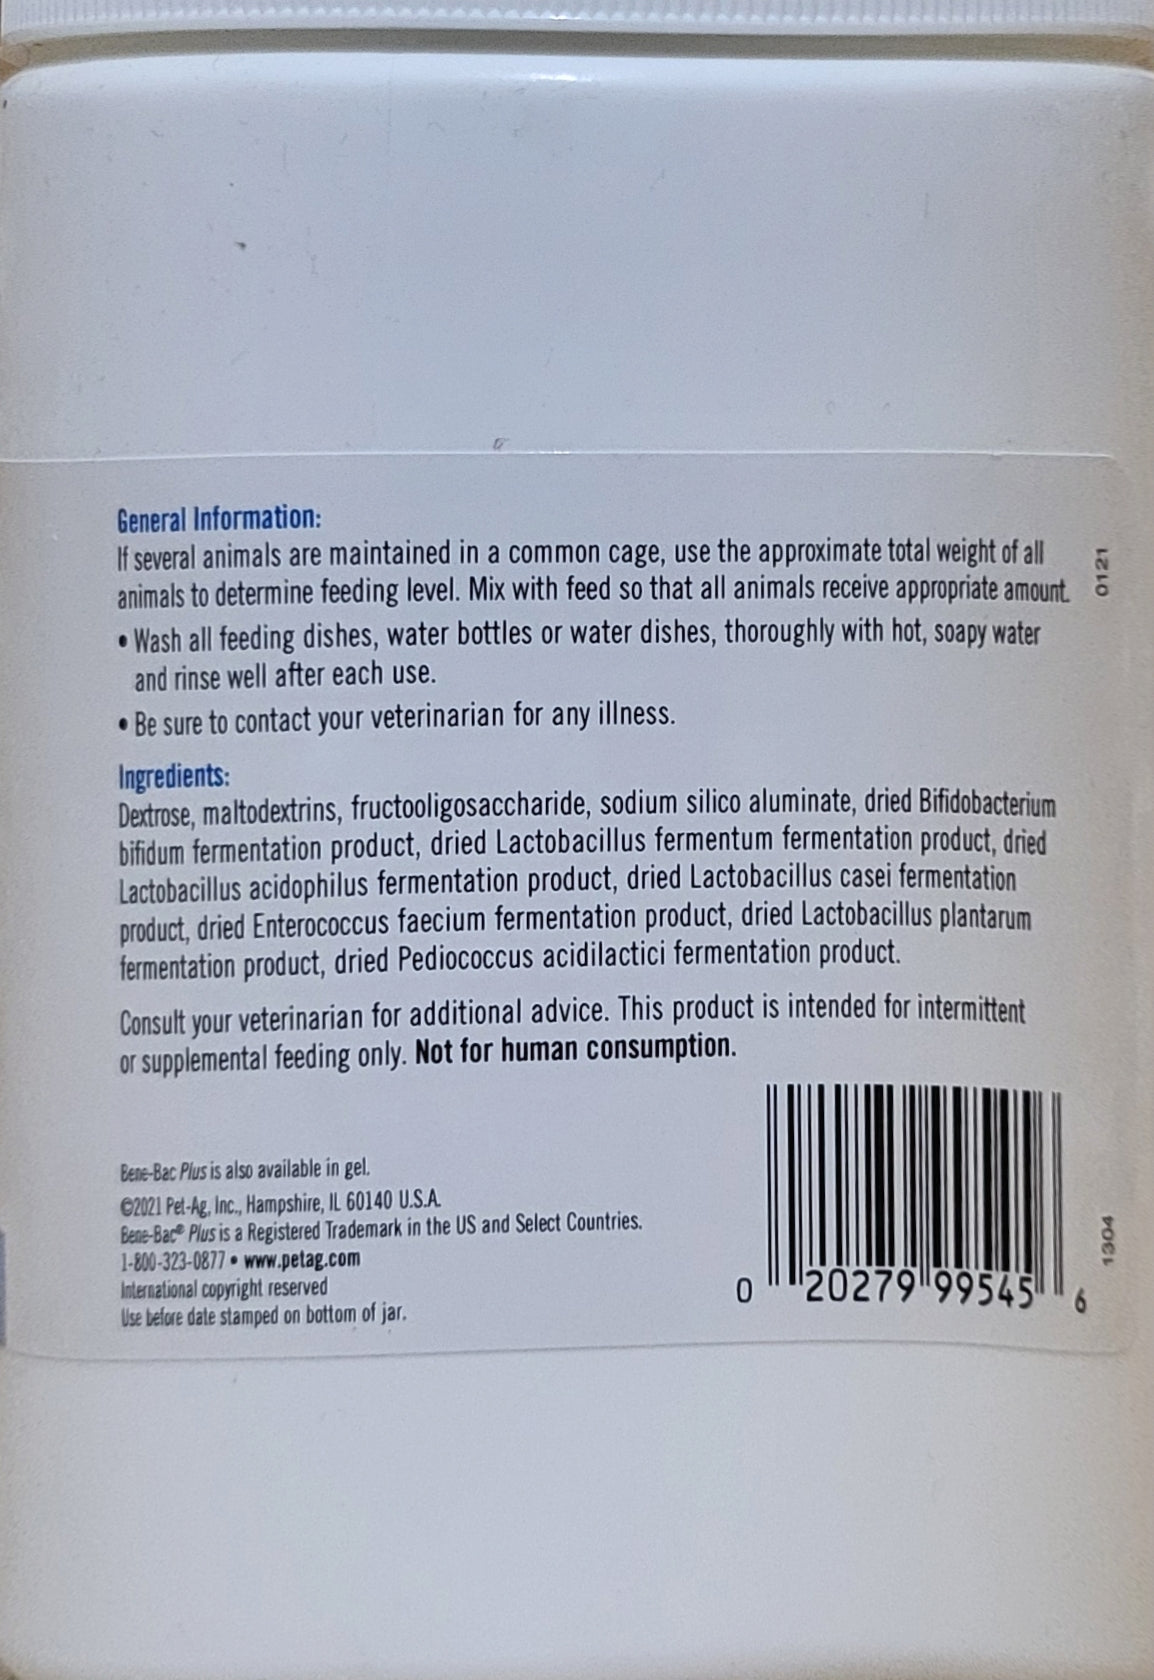 General Information:
If several animals are maintained in a common cage, use the approximate total weight of all
animals to determine feeding level. Mix with feed so that all animals receive appropriate amount.
• Wash all feeding dishes, water bottles or water dishes, thoroughly with hot, soapy water
and rinse well after each use.
• Be sure to contact your veterinarian for any illness.
Ingredients:
Dextrose, maltodextrins, fructooligosaccharide, sodium silico aluminate, dried Bifidobacterium
bifidum fermentation product, dried Lactobacillus fermentum fermentation product, dried
Lactobacillus acidophilus fermentation product, dried Lactobacillus casei fermentation
product, dried Enterococcus faecium fermentation product, dried Lactobacillus plantarum
fermentation product, dried Pediococcus acidilactici fermentation product.
Consult your veterinarian for additional advice. This product is intended for intermittent
or supplemental feeding only. Not for human consumption.
Bene-Bac Plus is also available in gel.
©2021 Pet-Ag, Inc., Hampshire, IL 60140 U.S.A.
Bene-Bac® Plus is a Registered Trademark in the US and Select Countries.
1-800-323-0877 • www.petag.com
International copyright reserved
Use before date stamped on bottom of jar.
0 20279 99545 6
0121
1304